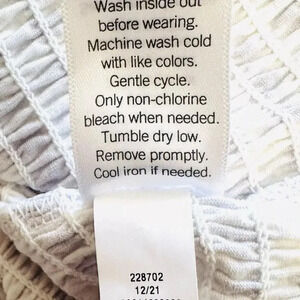 Wash inside out
before wearing.
Machine wash cold
with like colors.
Gentle cycle.
Only non-chlorine
bleach when needed.
Tumble dry low.
Remove promptly.
Cool iron if needed.
228702
12/21